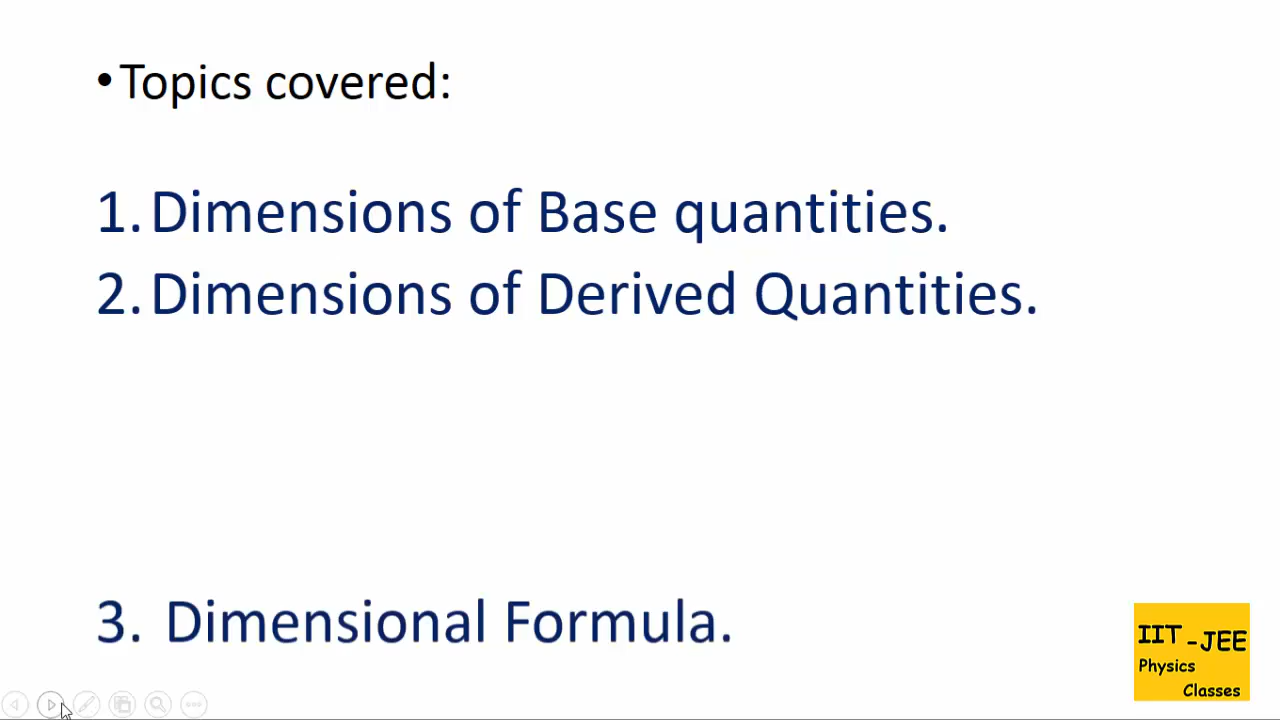 •Topics covered:
1. Dimensions of Base quantities.
2. Dimensions of Derived Quantities.
3. Dimensional Formula.
IIT-JEE
Physics
Classes